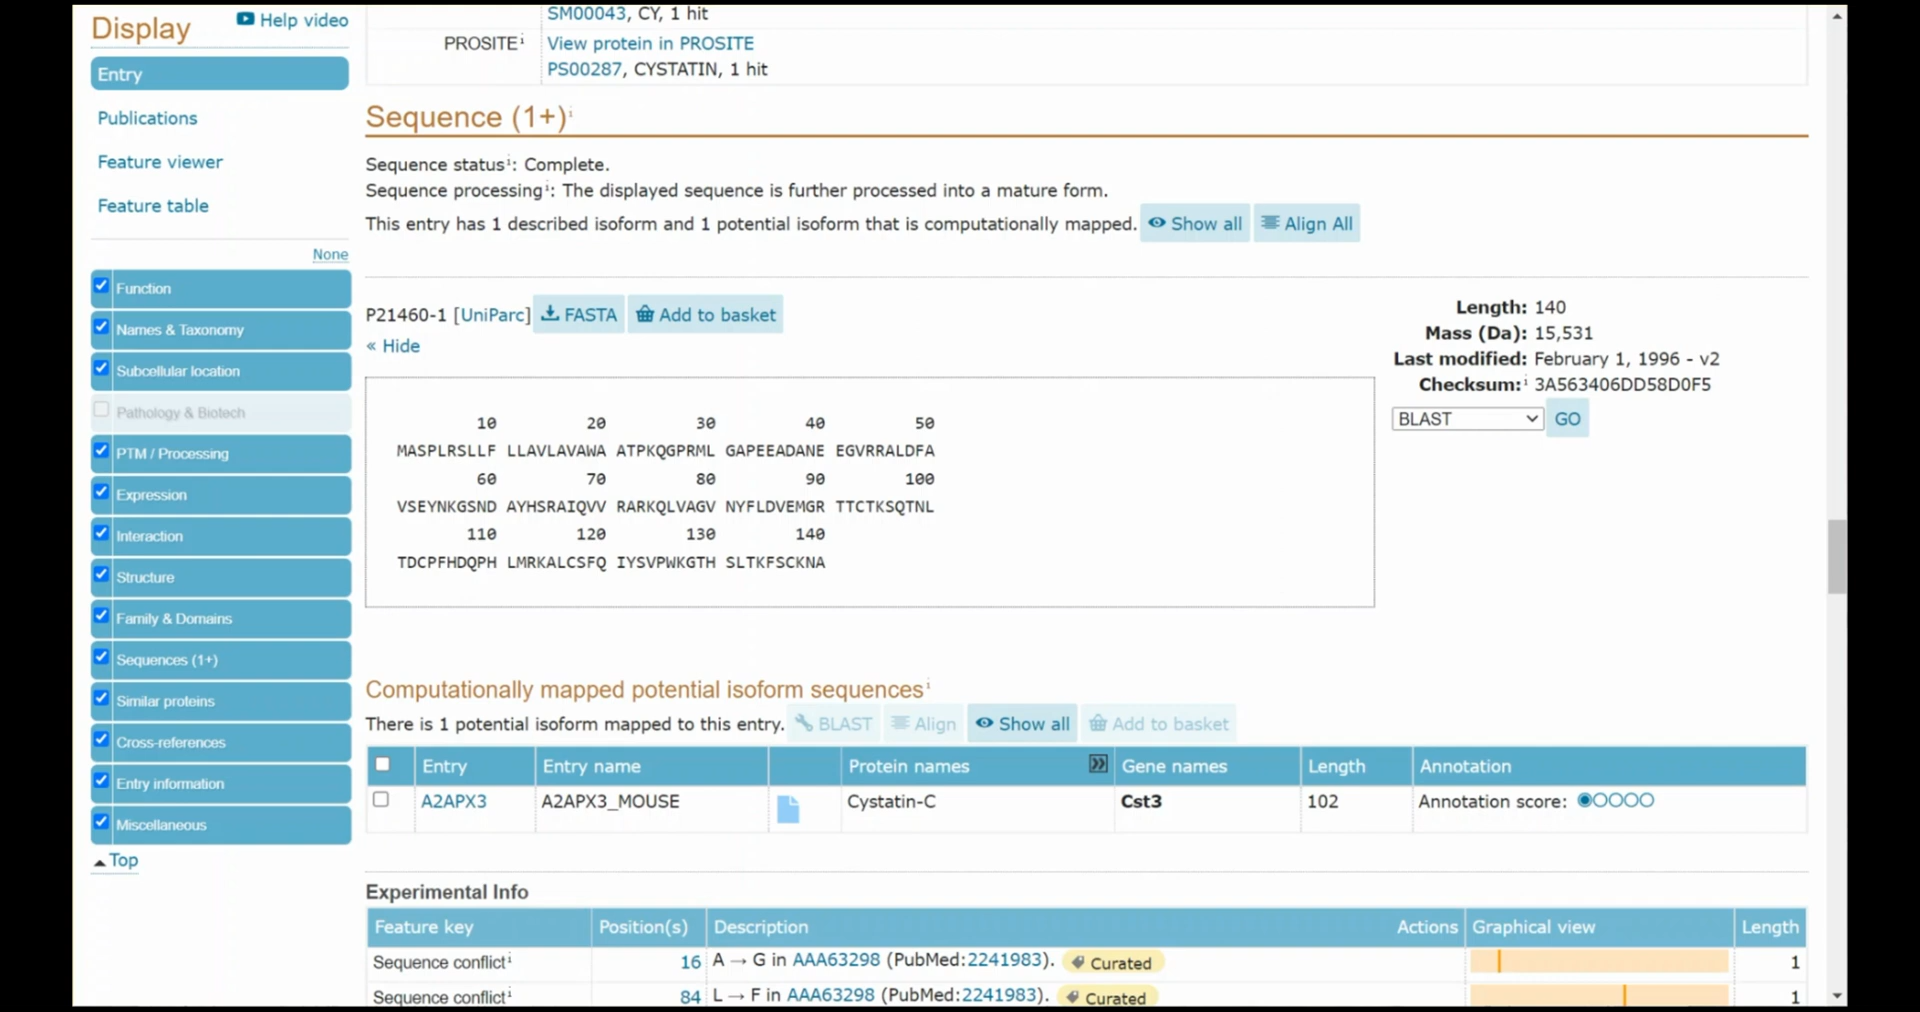 Display
Help video
Entry
Publications
Feature viewer
Feature table
None
Function
Names & Taxonomy
Subcellular location
Pathology & Biotech
PTM / Processing
Expression
Interaction
Structure
Family & Domains
Sequences (1+)
Similar proteins
Cross-references
Entry information
Miscellaneous
Top
SM00043, CY, 1 hit
PROSITEⁱ View protein in PROSITE
PS00287, CYSTATIN, 1 hit
Sequence (1+)ⁱ
Sequence statusⁱ: Complete.
Sequence processingⁱ: The displayed sequence is further processed into a mature form.
This entry has 1 described isoform and 1 potential isoform that is computationally mapped. Show all Align All
P21460-1 [UniParc] FASTA Add to basket
« Hide
Length: 140
Mass (Da): 15,531
Last modified: February 1, 1996 - v2
Checksum:ⁱ 3A563406DD58D0F5
BLAST GO
10 20 30 40 50
MASPLRSLLF LLAVLAVAWA ATPKQGPRML GAPEEADANE EGVRRALDFA
60 70 80 90 100
VSEYNKGSND AYHSRAIQVV RARKQLVAGV NYFLDVEMGR TTCTKSQTNL
110 120 130 140
TDCPFHDQPH LMRKALCSFQ IYSVPWKGTH SLTKFSCKNA
Computationally mapped potential isoform sequencesⁱ
There is 1 potential isoform mapped to this entry. BLAST Align Show all Add to basket
Entry Entry name Protein names Gene names Length Annotation
A2APX3 A2APX3_MOUSE Cystatin-C Cst3 102 Annotation score:
Experimental Info
Feature key Position(s) Description Actions Graphical view Length
Sequence conflictⁱ 16 A → G in AAA63298 (PubMed:2241983). Curated 1
Sequence conflictⁱ 84 L → F in AAA63298 (PubMed:2241983). Curated 1